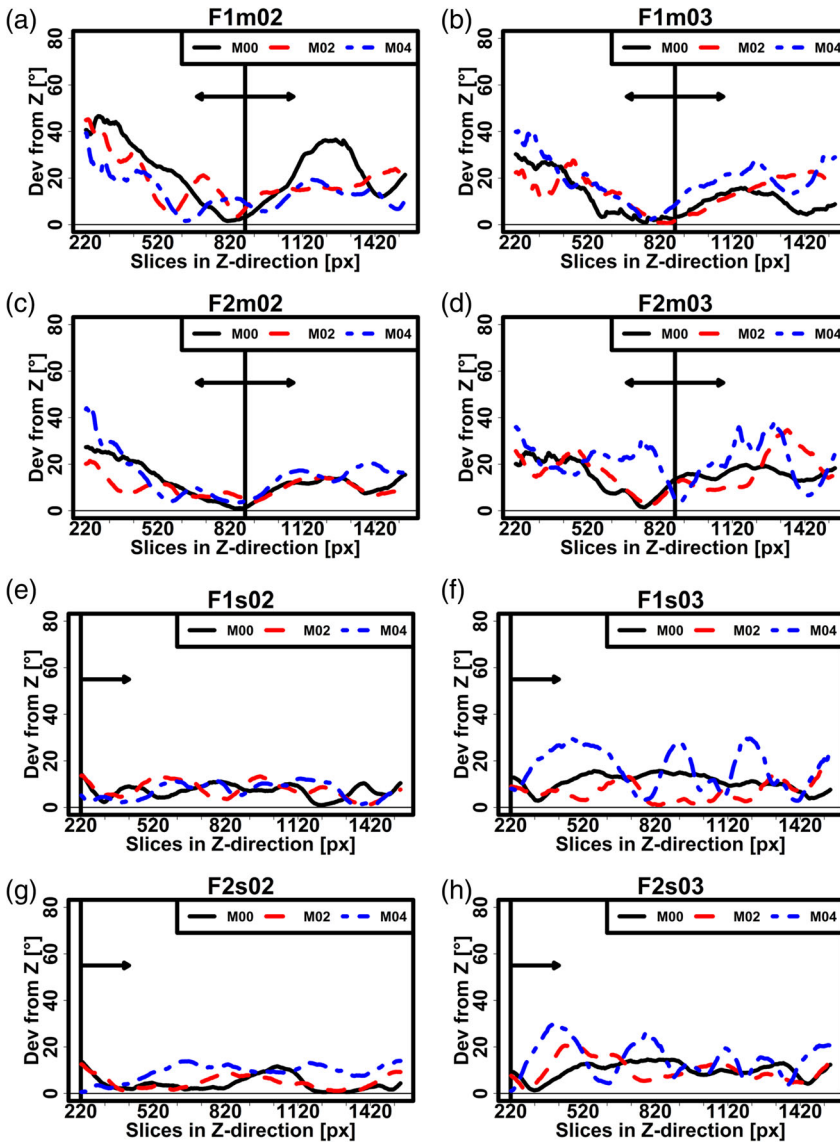 (a) F1m02
M00 M02 M04
Dev from Z [°]
80
60
40
20
0
220 520 820 1120 1420
Slices in Z-direction [px]
(b) F1m03
M00 M02 M04
Dev from Z [°]
80
60
40
20
0
220 520 820 1120 1420
Slices in Z-direction [px]
(c) F2m02
M00 M02 M04
Dev from Z [°]
80
60
40
20
0
220 520 820 1120 1420
Slices in Z-direction [px]
(d) F2m03
M00 M02 M04
Dev from Z [°]
80
60
40
20
0
220 520 820 1120 1420
Slices in Z-direction [px]
(e) F1s02
M00 M02 M04
Dev from Z [°]
80
60
40
20
0
220 520 820 1120 1420
Slices in Z-direction [px]
(f) F1s03
M00 M02 M04
Dev from Z [°]
80
60
40
20
0
220 520 820 1120 1420
Slices in Z-direction [px]
(g) F2s02
M00 M02 M04
Dev from Z [°]
80
60
40
20
0
220 520 820 1120 1420
Slices in Z-direction [px]
(h) F2s03
M00 M02 M04
Dev from Z [°]
80
60
40
20
0
220 520 820 1120 1420
Slices in Z-direction [px]